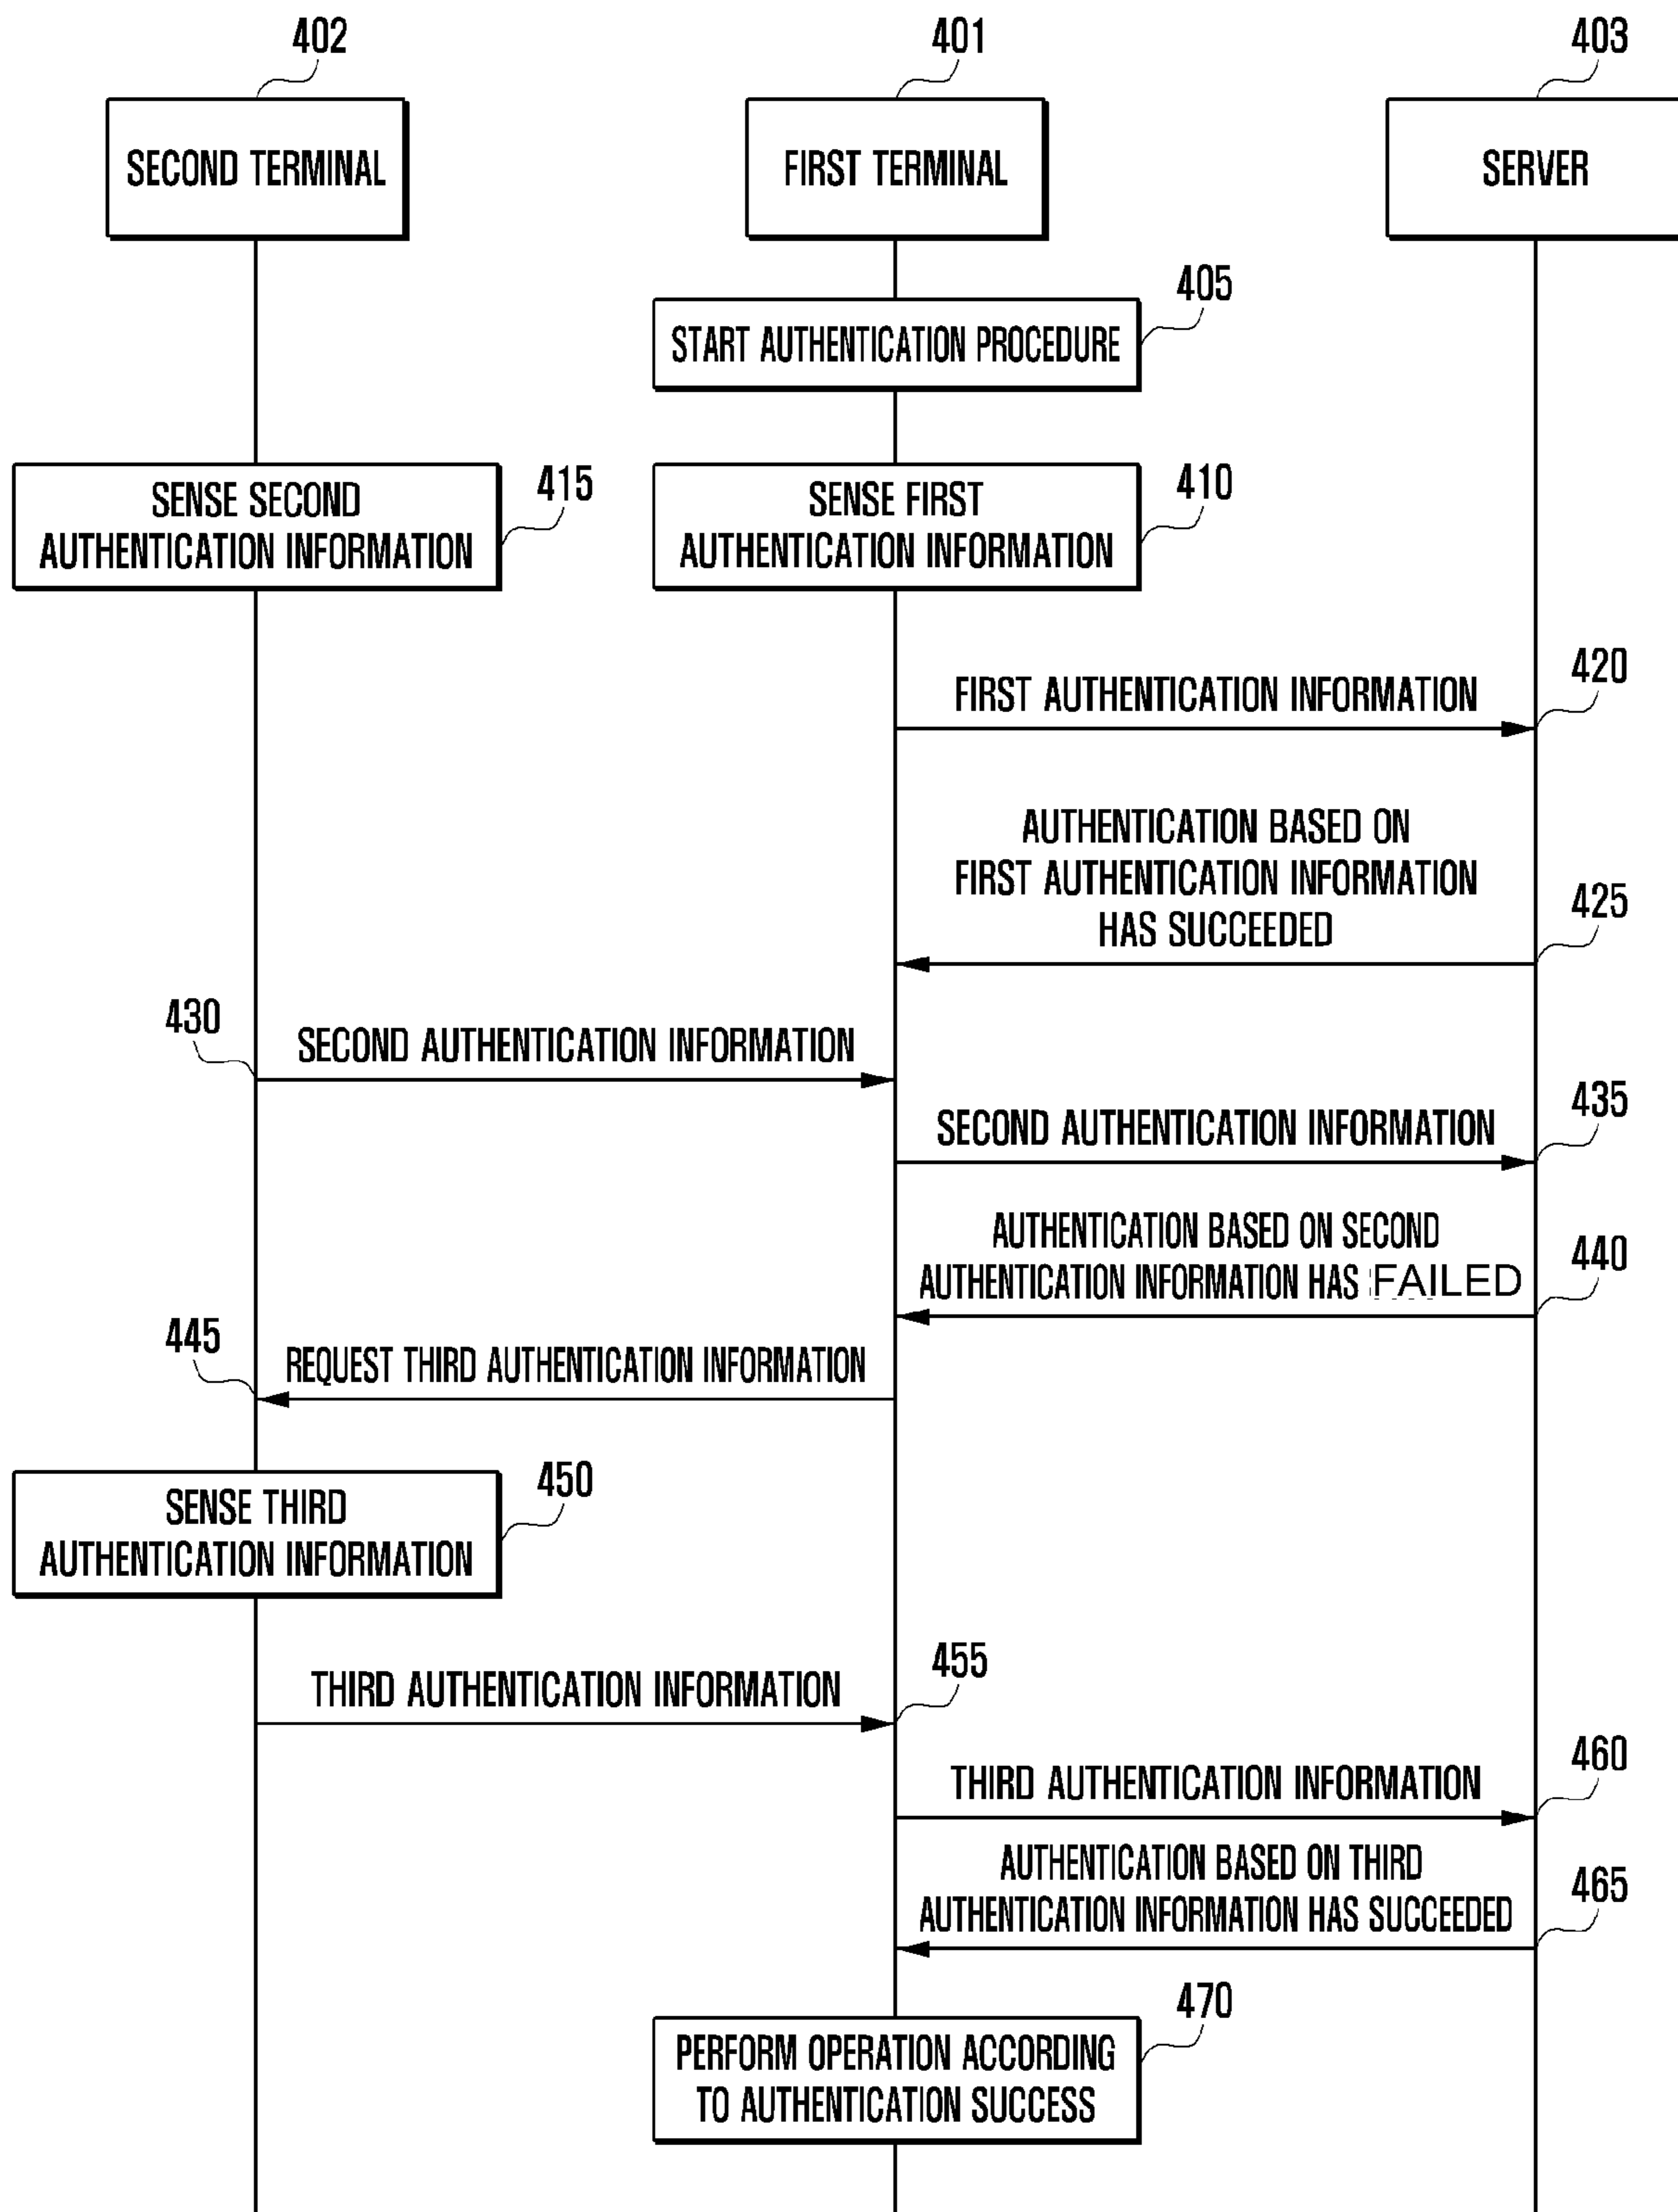 402
401
403
SECOND TERMINAL
FIRST TERMINAL
SERVER
405
START AUTHENTICATION PROCEDURE
415
SENSE SECOND
AUTHENTICATION INFORMATION
410
SENSE FIRST
AUTHENTICATION INFORMATION
420
FIRST AUTHENTICATION INFORMATION
AUTHENTICATION BASED ON
FIRST AUTHENTICATION INFORMATION
HAS SUCCEEDED
425
430
SECOND AUTHENTICATION INFORMATION
435
SECOND AUTHENTICATION INFORMATION
AUTHENTICATION BASED ON SECOND
AUTHENTICATION INFORMATION HAS FAILED
440
445
REQUEST THIRD AUTHENTICATION INFORMATION
450
SENSE THIRD
AUTHENTICATION INFORMATION
455
THIRD AUTHENTICATION INFORMATION
460
THIRD AUTHENTICATION INFORMATION
AUTHENTICATION BASED ON THIRD
AUTHENTICATION INFORMATION HAS SUCCEEDED
465
470
PERFORM OPERATION ACCORDING
TO AUTHENTICATION SUCCESS